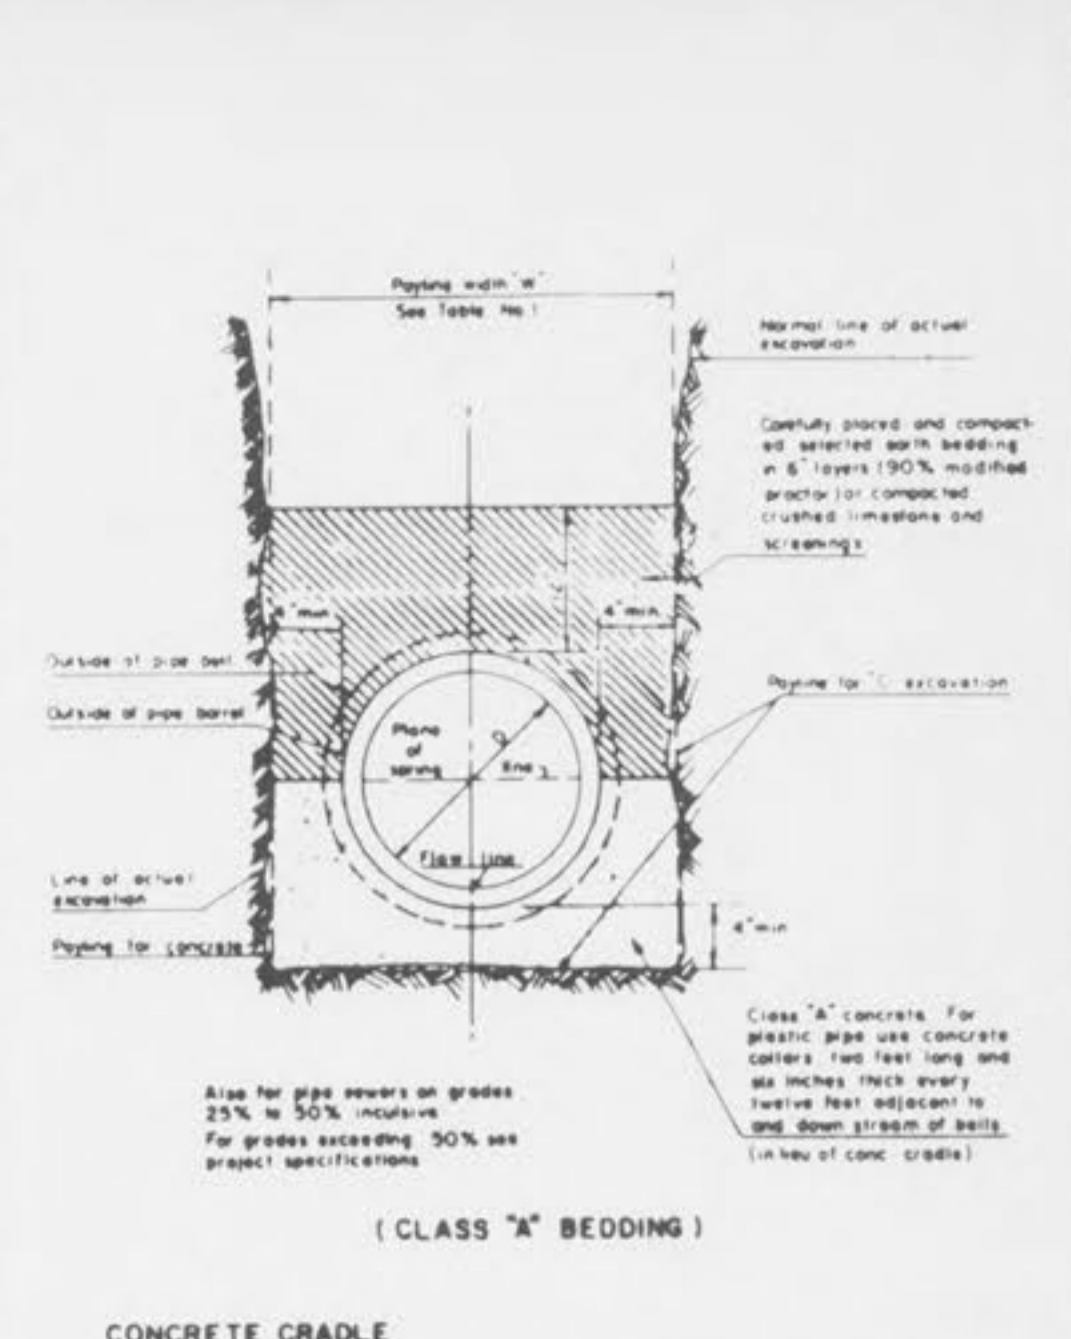 Payline width "W"
See Table No. 1
Normal line of actual
excavation
Carefully placed and compact-
ed selected earth bedding
in 6" layers (90% modified
proctor) or compacted
crushed limestone and
screenings
4" min
4" min
Outside of pipe bell
Outside of pipe barrel
Payline for "C" excavation
Plane
of
spring
line
D
Flow line
Line of actual
excavation
Payline for concrete
4" min
Class "A" concrete. For
plastic pipe use concrete
collars two feet long and
six inches thick every
twelve feet adjacent to
and down stream of bells
(in lieu of conc. cradle)
Also for pipe sewers on grades
25% to 50% inculsive
For grades exceeding 50% see
project specifications
(CLASS "A" BEDDING)
CONCRETE CRADLE